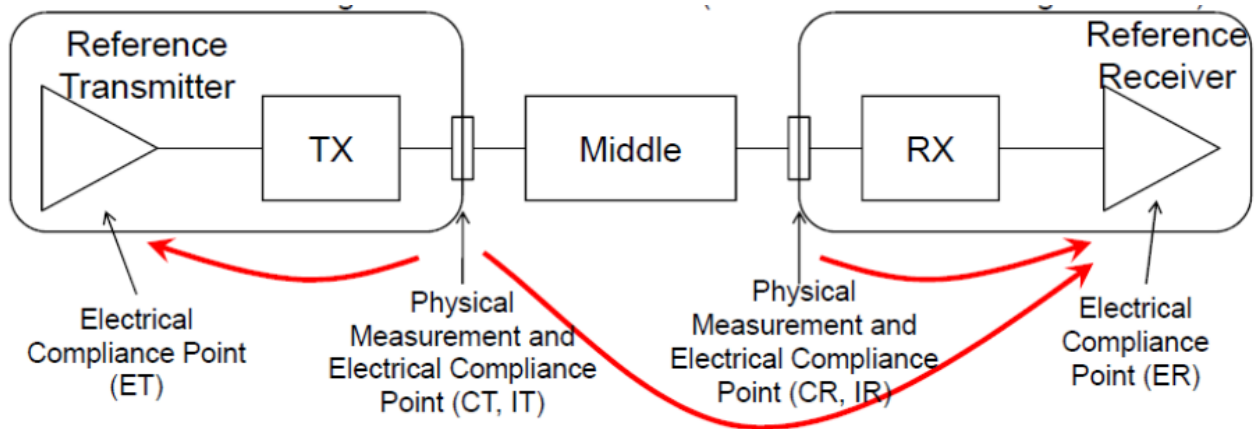 Reference
Transmitter
TX
Middle
RX
Reference
Receiver
Electrical
Compliance Point
(ET)
Physical
Measurement and
Electrical Compliance
Point (CT, IT)
Physical
Measurement and
Electrical Compliance
Point (CR, IR)
Electrical
Compliance
Point (ER)